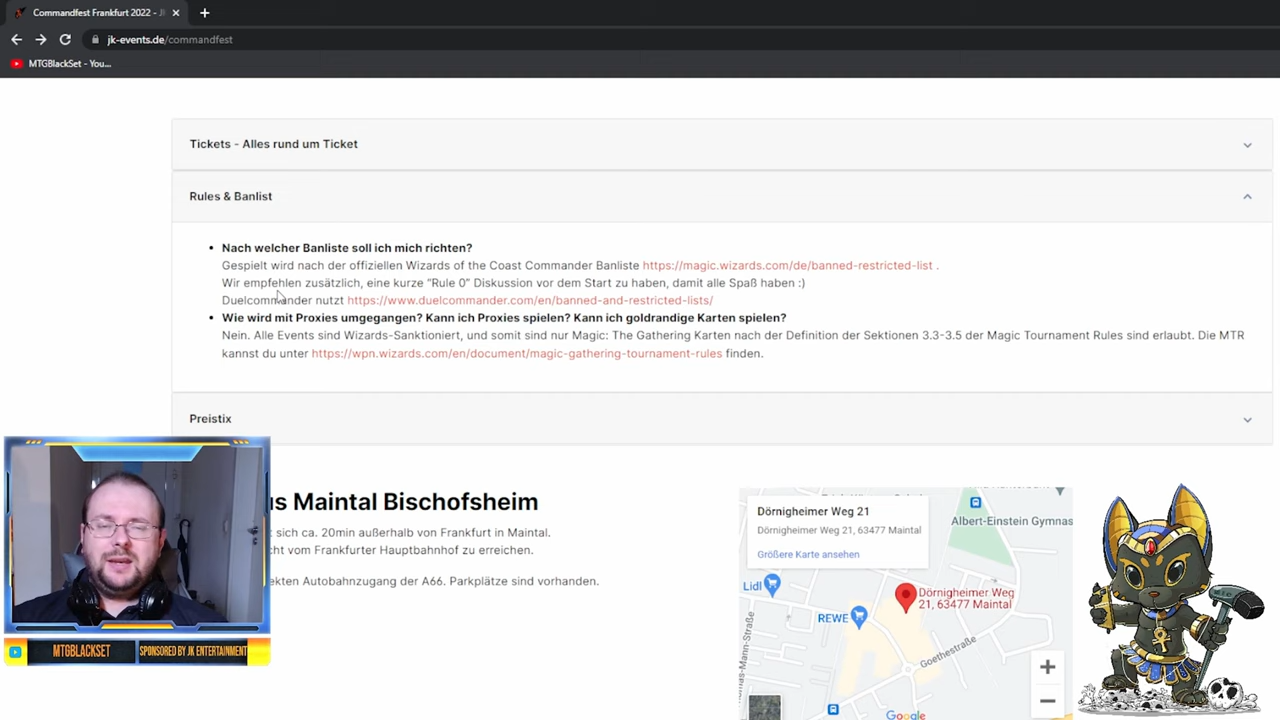 Commandfest Frankfurt 2022 - J
jk-events.de/commandfest
MTGBlackSet - You...
Tickets - Alles rund um Ticket
Rules & Banlist
Nach welcher Banliste soll ich mich richten?
Gespielt wird nach der offiziellen Wizards of the Coast Commander Banliste https://magic.wizards.com/de/banned-restricted-list .
Wir empfehlen zusätzlich, eine kurze "Rule 0" Diskussion vor dem Start zu haben, damit alle Spaß haben :)
Duelcommander nutzt https://www.duelcommander.com/en/banned-and-restricted-lists/
Wie wird mit Proxies umgegangen? Kann ich Proxies spielen? Kann ich goldrandige Karten spielen?
Nein. Alle Events sind Wizards-Sanktioniert, und somit sind nur Magic: The Gathering Karten nach der Definition der Sektionen 3.3-3.5 der Magic Tournament Rules sind erlaubt. Die MTR
kannst du unter https://wpn.wizards.com/en/document/magic-gathering-tournament-rules finden.
Preistix
us Maintal Bischofsheim
t sich ca. 20min außerhalb von Frankfurt in Maintal.
cht vom Frankfurter Hauptbahnhof zu erreichen.
ekten Autobahnzugang der A66. Parkplätze sind vorhanden.
Dörnigheimer Weg 21
Dörnigheimer Weg 21, 63477 Maintal
Größere Karte ansehen
Albert-Einstein Gymnas
Lidl
Dörnigheimer Weg
21, 63477 Maintal
REWE
Goethestraße
omas-Mann-Straße
Google
MTGBLACKSET
SPONSORED BY JK ENTERTAINMENT